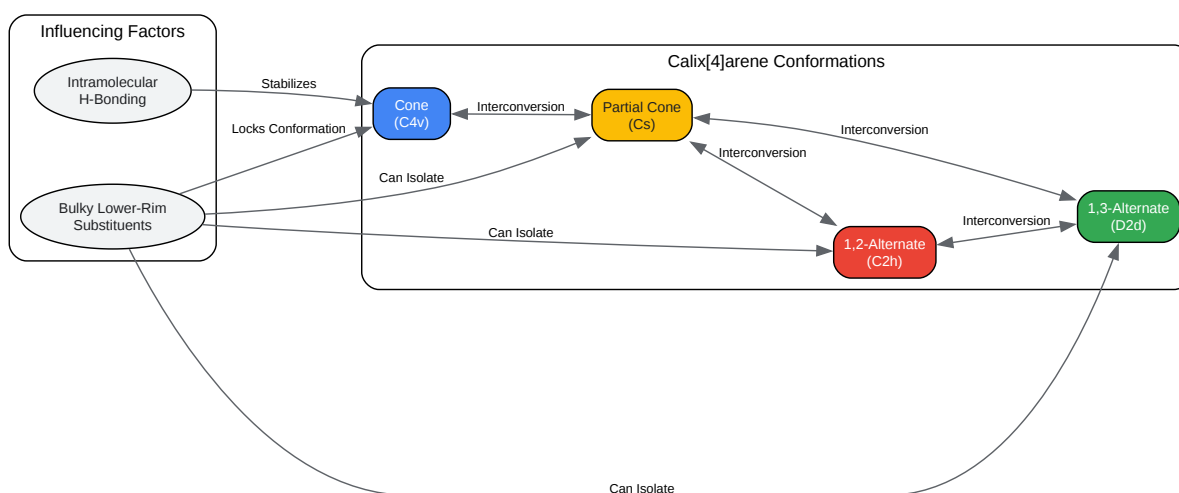 Influencing Factors
Intramolecular
H-Bonding
Bulky Lower-Rim
Substituents
Stabilizes
Locks Conformation
Can Isolate
Can Isolate
Can Isolate
Calix[4]arene Conformations
Cone
(C4v)
Interconversion
Partial Cone
(Cs)
Interconversion
Interconversion
1,2-Alternate
(C2h)
Interconversion
1,3-Alternate
(D2d)